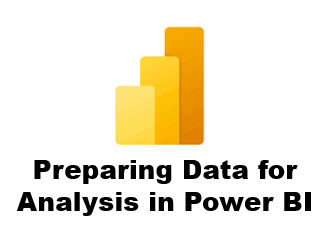 Preparing Data for
Analysis in Power BI